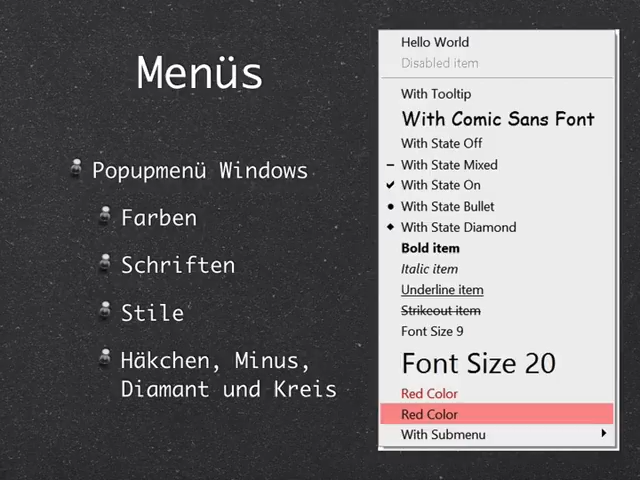 Menüs
Popupmenü Windows
Farben
Schriften
Stile
Häkchen, Minus,
Diamant und Kreis
Hello World
Disabled item
With Tooltip
With Comic Sans Font
With State Off
With State Mixed
With State On
With State Bullet
With State Diamond
Bold item
Italic item
Underline item
Strikeout item
Font Size 9
Font Size 20
Red Color
Red Color
With Submenu